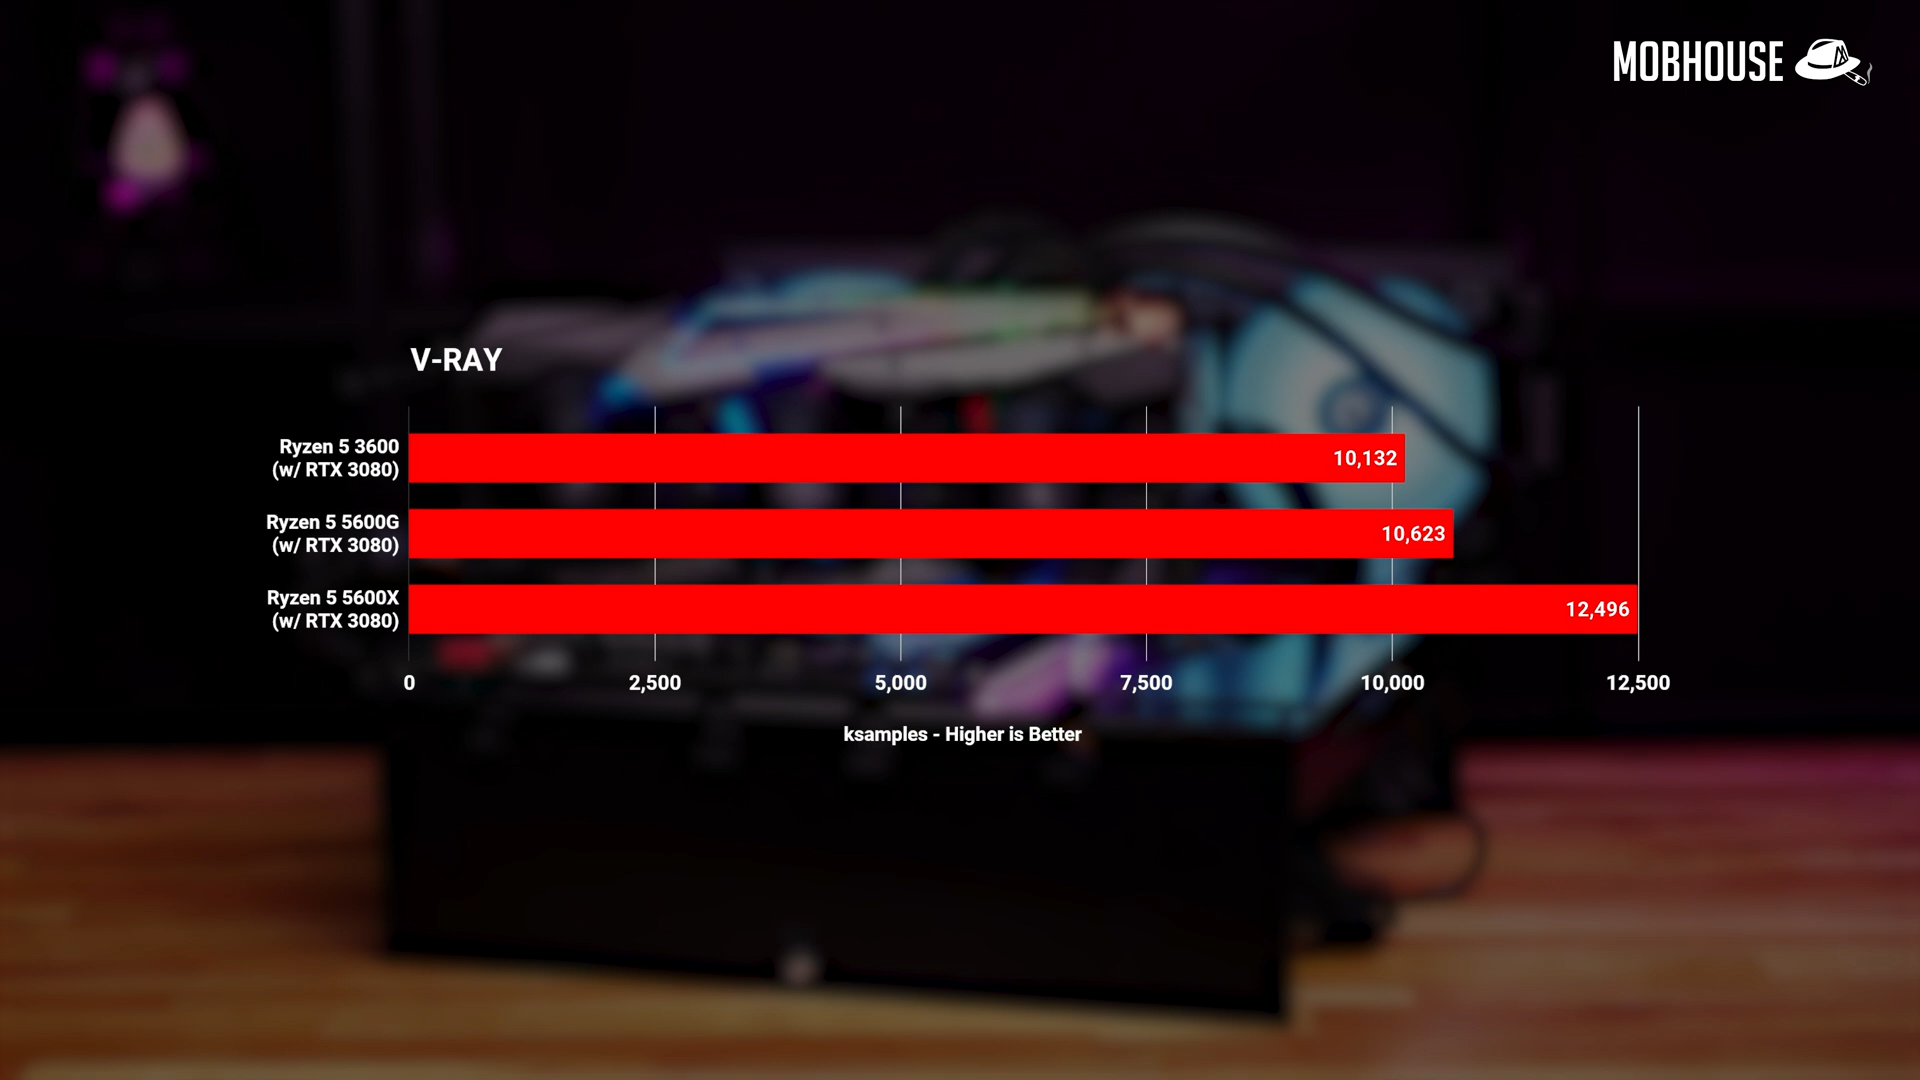 MOBHOUSE
V-RAY
Ryzen 5 3600
(w/ RTX 3080)
10,132
Ryzen 5 5600G
(w/ RTX 3080)
10,623
Ryzen 5 5600X
(w/ RTX 3080)
12,496
0 2,500 5,000 7,500 10,000 12,500
ksamples - Higher is Better